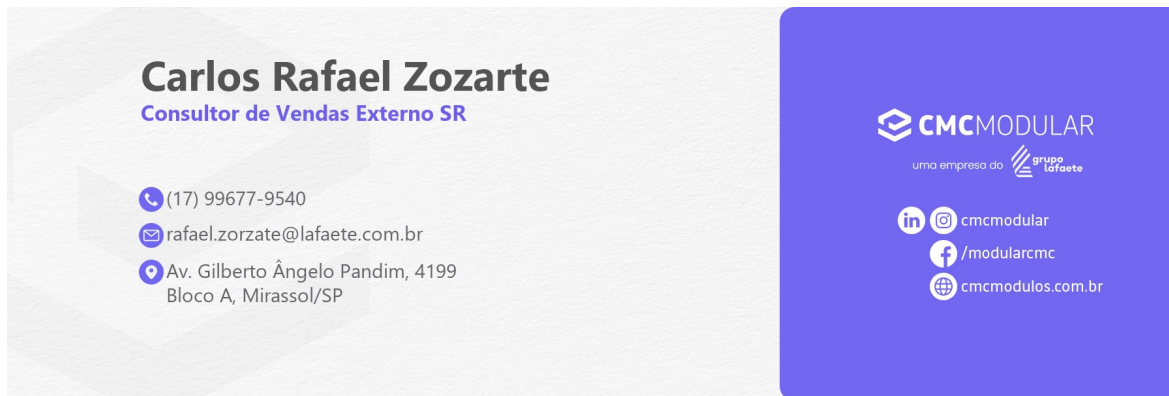 Carlos Rafael Zozarte
Consultor de Vendas Externo SR
(17) 99677-9540
rafael.zorzate@lafaete.com.br
Av. Gilberto Ângelo Pandim, 4199
Bloco A, Mirassol/SP
CMCMODULAR
uma empresa do grupo lafaete
in cmcmodular
/modularcmc
cmcmodulos.com.br